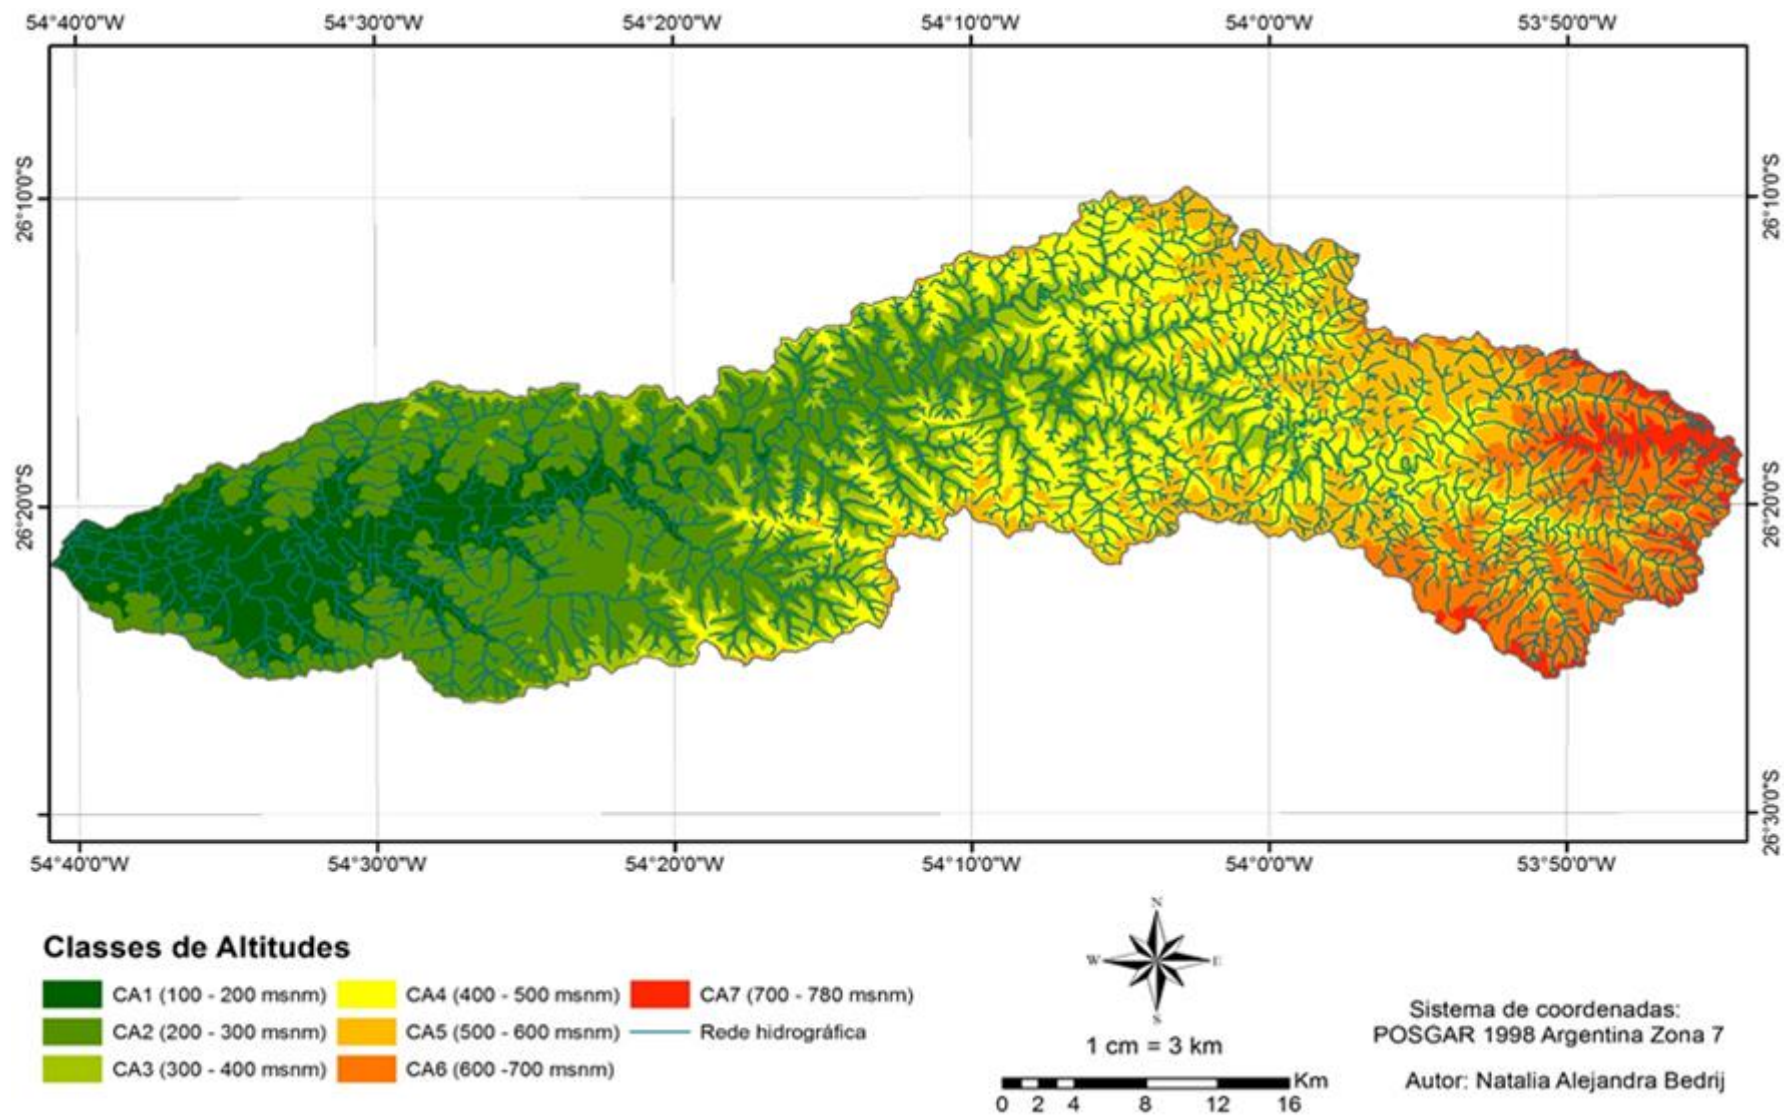 54°40'0"W 54°30'0"W 54°20'0"W 54°10'0"W 54°0'0"W 53°50'0"W
26°10'0"S 26°10'0"S
26°20'0"S 26°20'0"S
26°30'0"S
54°40'0"W 54°30'0"W 54°20'0"W 54°10'0"W 54°0'0"W 53°50'0"W
Classes de Altitudes
CA1 (100 - 200 msnm) CA4 (400 - 500 msnm) CA7 (700 - 780 msnm)
CA2 (200 - 300 msnm) CA5 (500 - 600 msnm) Rede hidrográfica
CA3 (300 - 400 msnm) CA6 (600 -700 msnm)
N
W E
S
1 cm = 3 km
Km
0 2 4 8 12 16
Sistema de coordenadas:
POSGAR 1998 Argentina Zona 7
Autor: Natalia Alejandra Bedrij